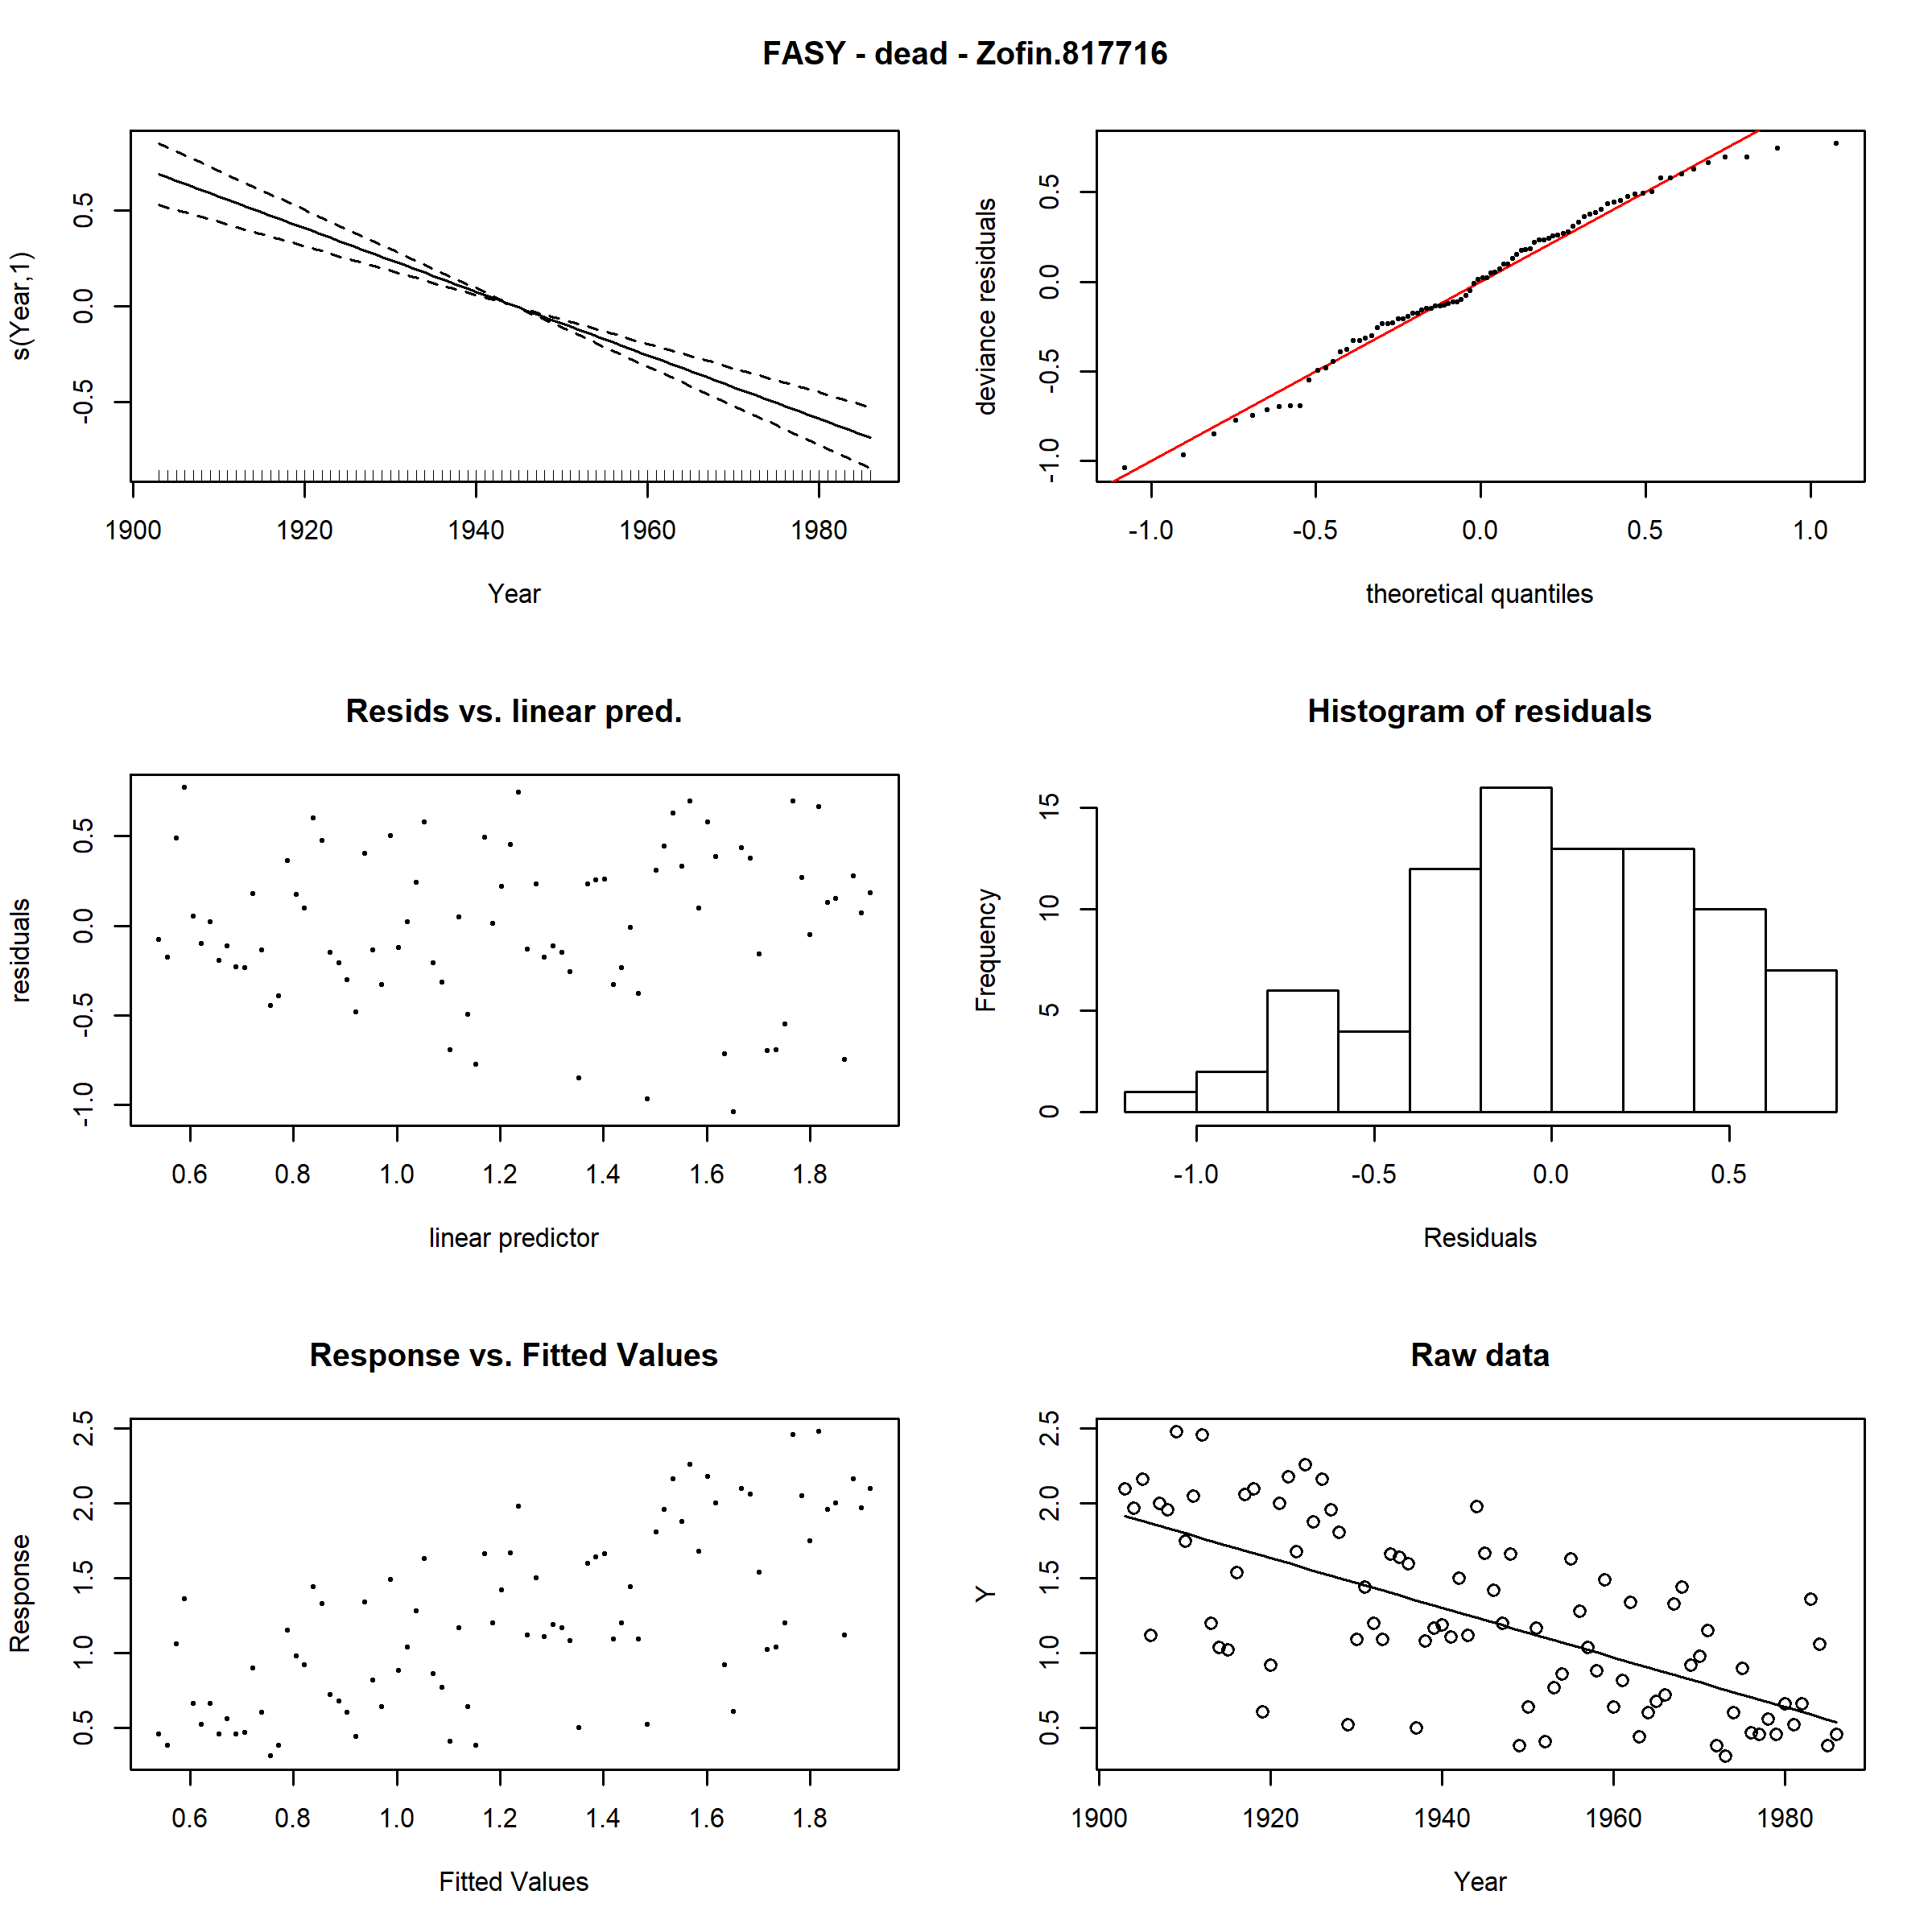 FASY - dead - Zofin.817716
s(Year,1)
0.5
0.0
-0.5
1900 1920 1940 1960 1980
Year
deviance residuals
0.5
0.0
-0.5
-1.0
-1.0 -0.5 0.0 0.5 1.0
theoretical quantiles
Resids vs. linear pred.
residuals
0.5
0.0
-0.5
-1.0
0.6 0.8 1.0 1.2 1.4 1.6 1.8
linear predictor
Histogram of residuals
Frequency
15
10
5
0
-1.0 -0.5 0.0 0.5
Residuals
Response vs. Fitted Values
Response
2.5
2.0
1.5
1.0
0.5
0.6 0.8 1.0 1.2 1.4 1.6 1.8
Fitted Values
Raw data
Y
2.5
2.0
1.5
1.0
0.5
1900 1920 1940 1960 1980
Year